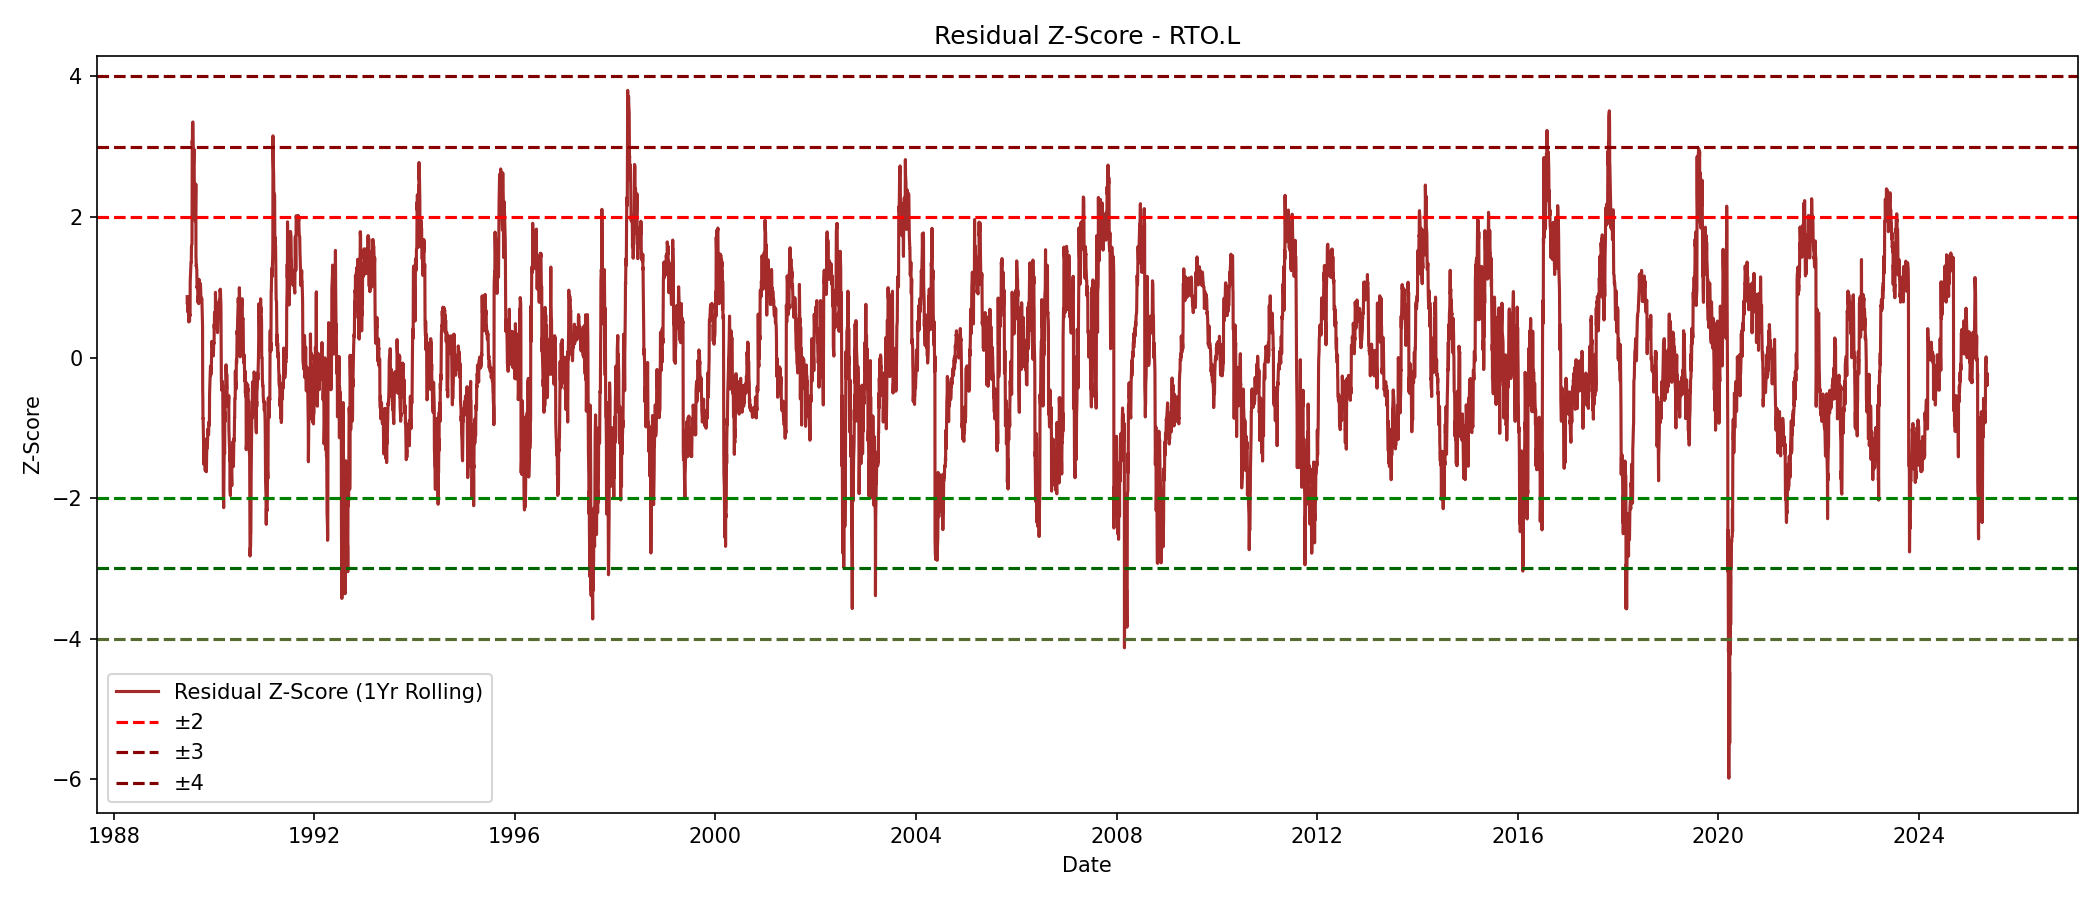 Residual Z-Score - RTO.L
Z-Score
4
2
0
−2
−4
−6
Residual Z-Score (1Yr Rolling)
±2
±3
±4
1988 1992 1996 2000 2004 2008 2012 2016 2020 2024
Date